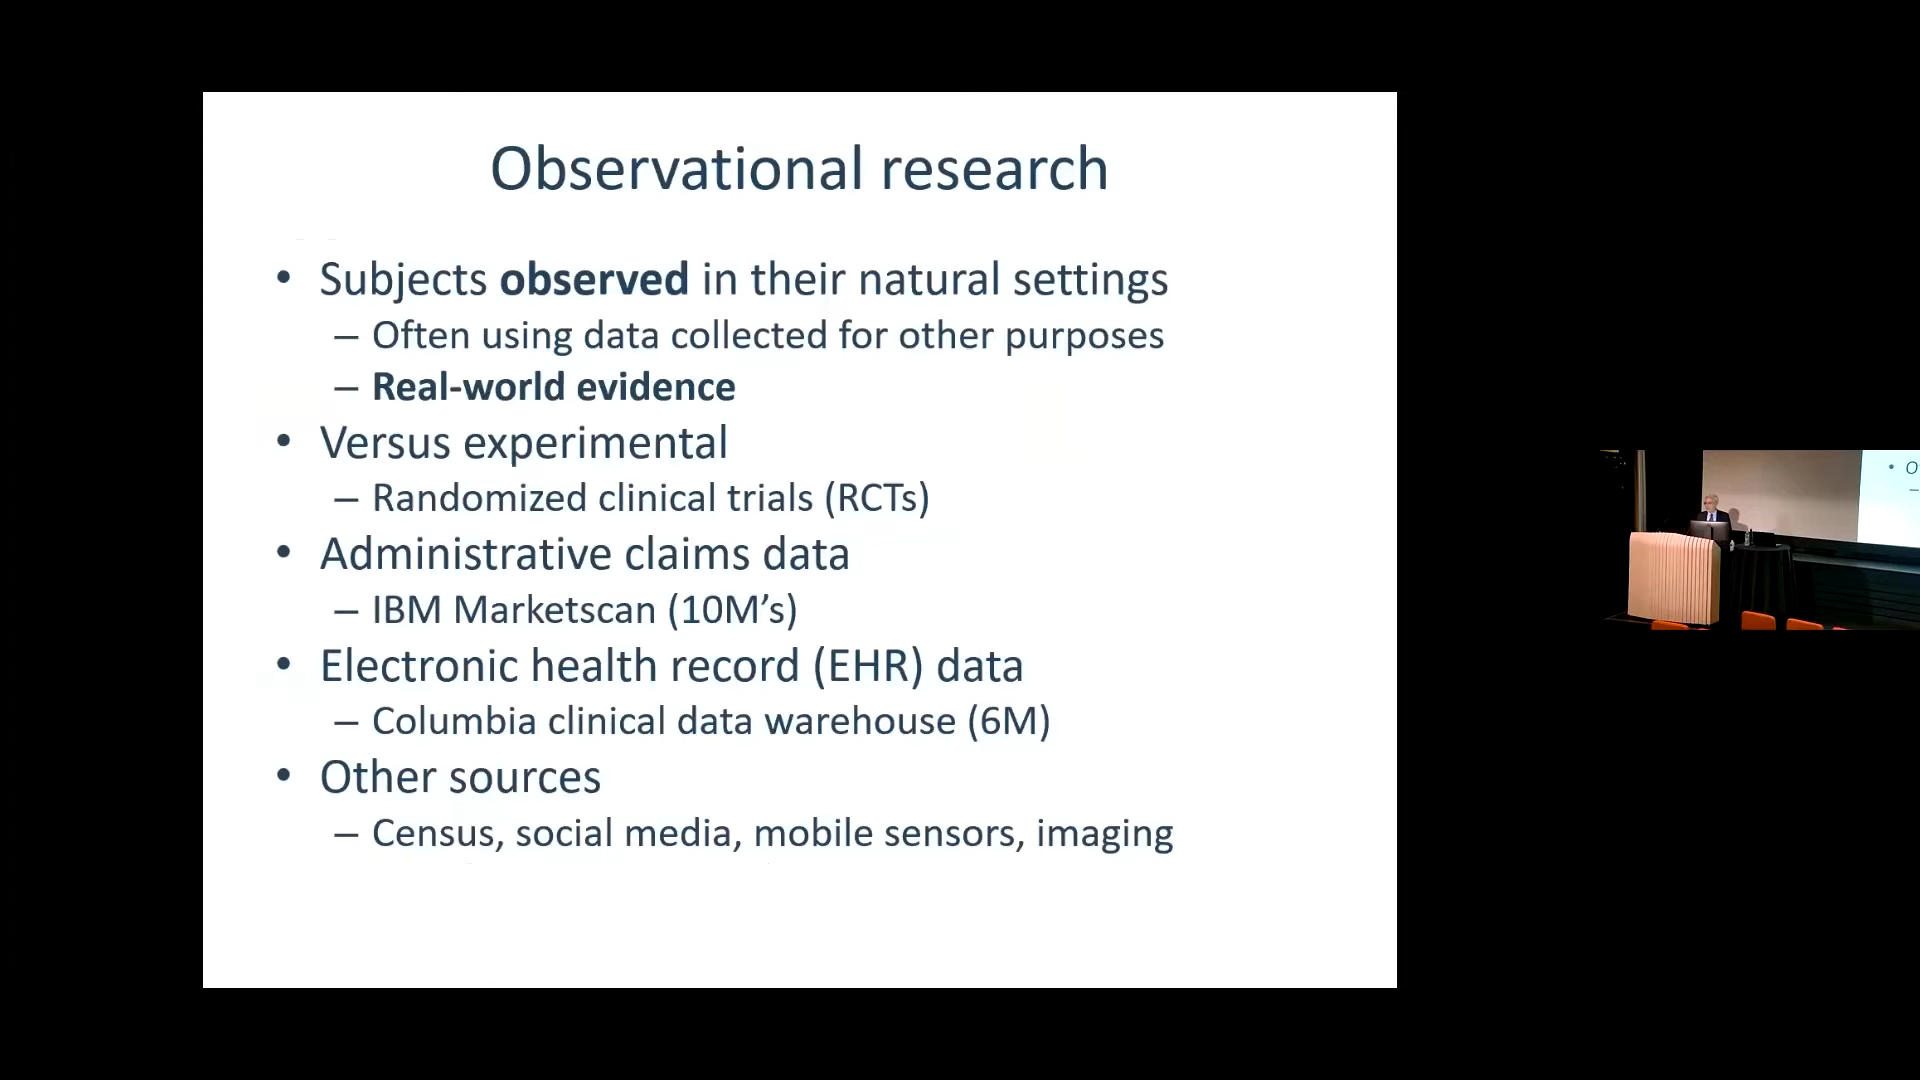 Observational research
• Subjects observed in their natural settings
– Often using data collected for other purposes
– Real-world evidence
• Versus experimental
– Randomized clinical trials (RCTs)
• Administrative claims data
– IBM Marketscan (10M’s)
• Electronic health record (EHR) data
– Columbia clinical data warehouse (6M)
• Other sources
– Census, social media, mobile sensors, imaging